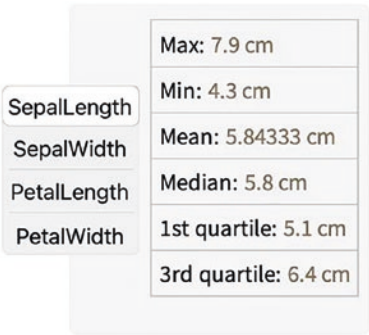 SepalLength
SepalWidth
PetalLength
PetalWidth
Max: 7.9 cm
Min: 4.3 cm
Mean: 5.84333 cm
Median: 5.8 cm
1st quartile: 5.1 cm
3rd quartile: 6.4 cm